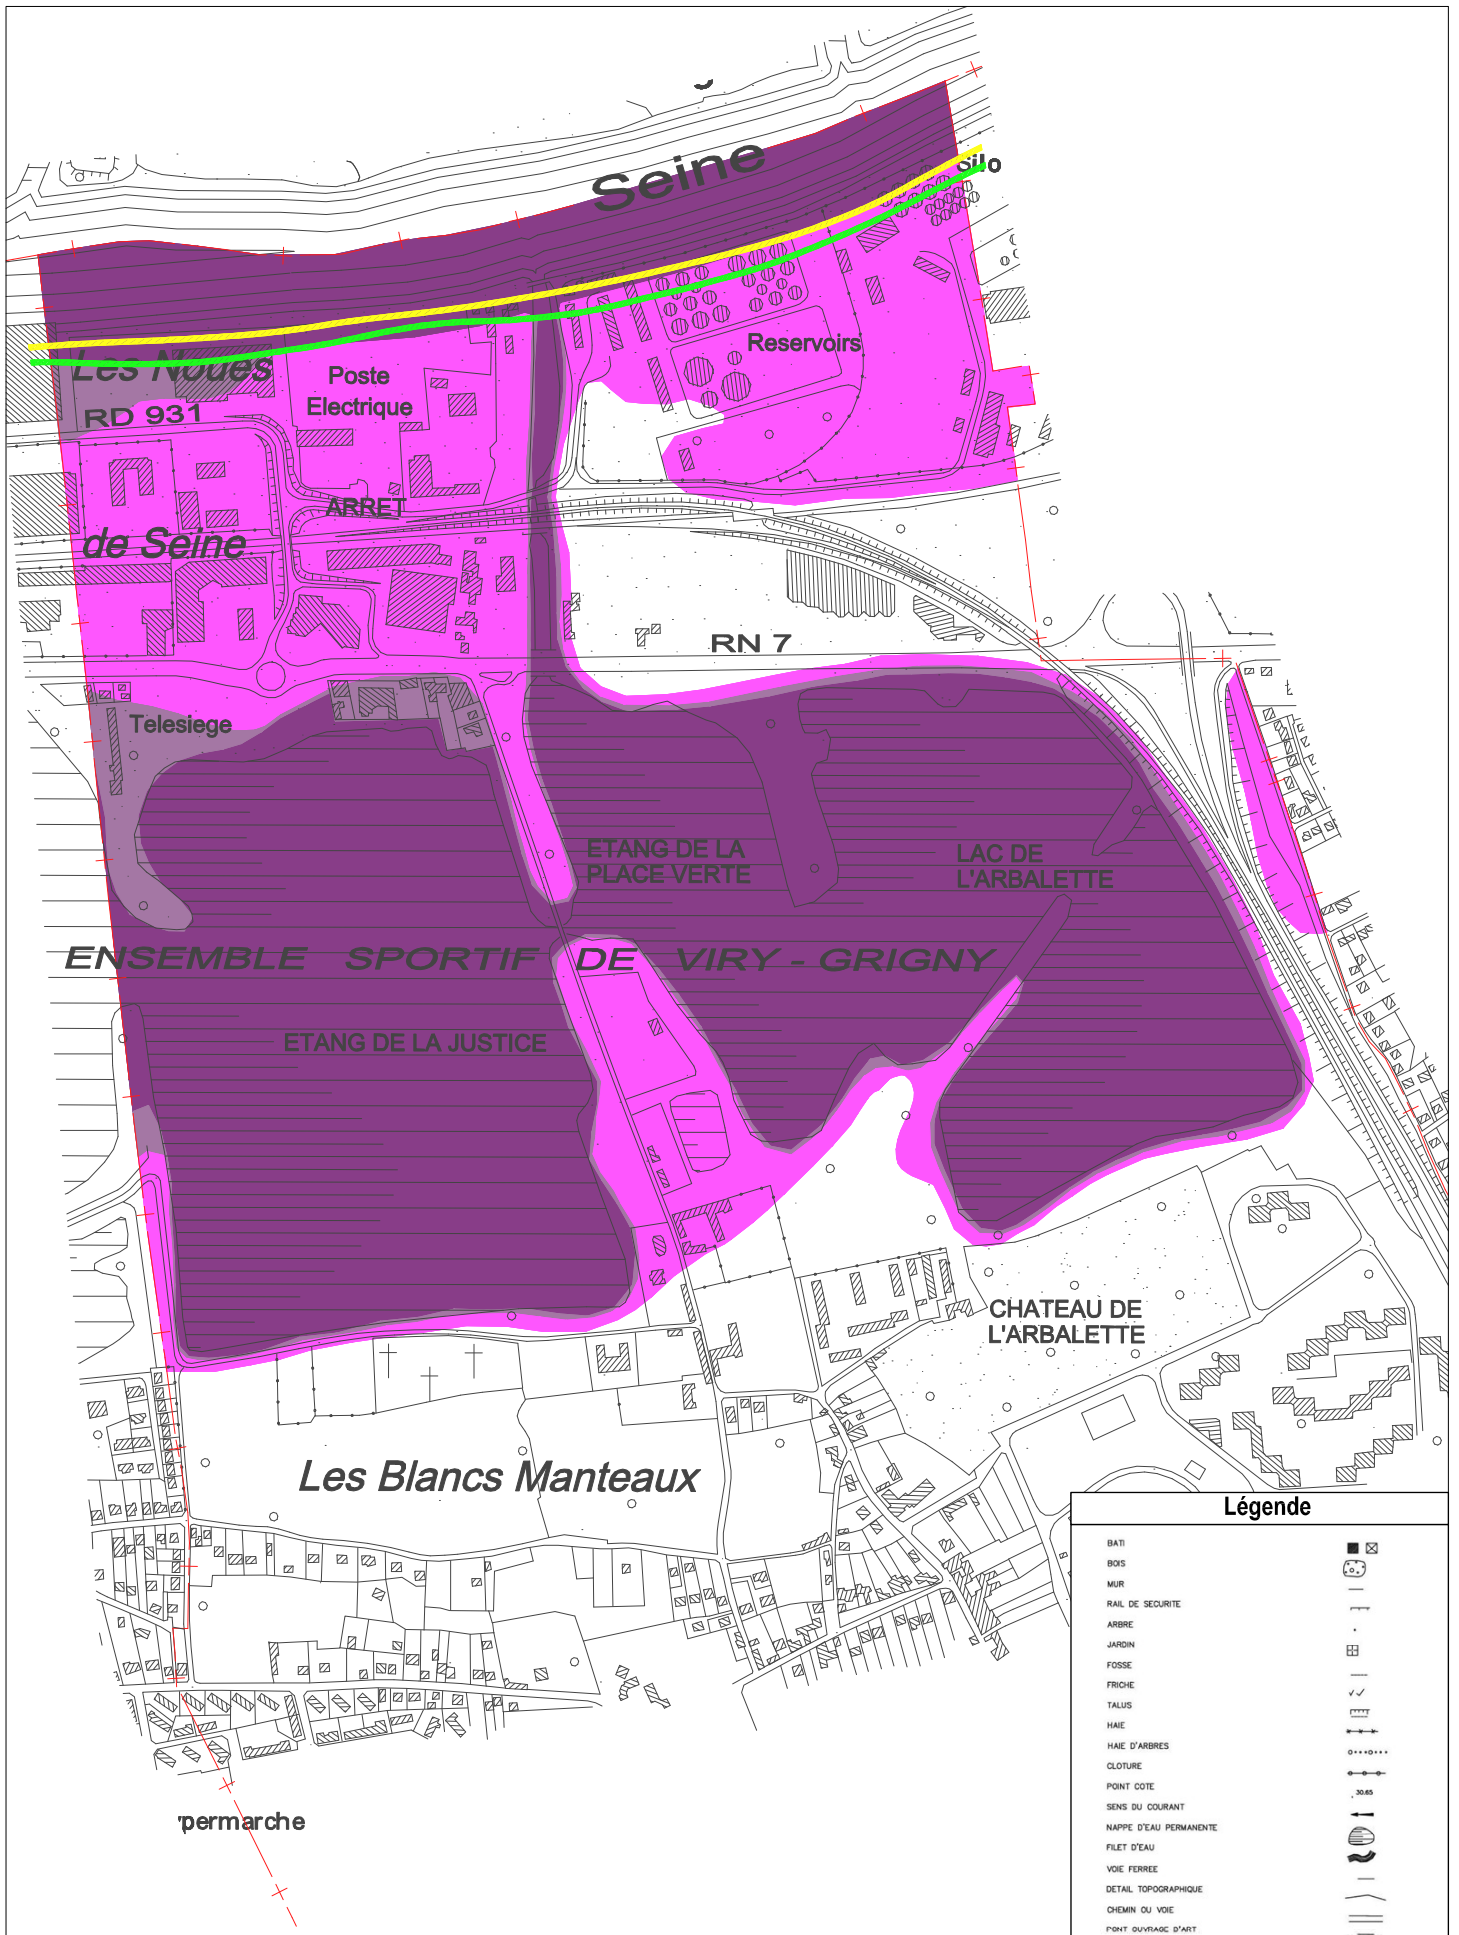 Seine
Silo
Les Noues
Reservoirs
Poste
Electrique
RD 931
ARRET
de Seine
RN 7
Telesiege
ETANG DE LA
PLACE VERTE
LAC DE
L'ARBALETTE
ENSEMBLE SPORTIF DE VIRY - GRIGNY
ETANG DE LA JUSTICE
CHATEAU DE
L'ARBALETTE
Les Blancs Manteaux
permarche
Légende
BATI
BOIS
MUR
RAIL DE SECURITE
ARBRE
JARDIN
FOSSE
FRICHE
TALUS
HAIE
HAIE D'ARBRES
CLOTURE
POINT COTE
30.65
SENS DU COURANT
NAPPE D'EAU PERMANENTE
FILET D'EAU
VOIE FERREE
DETAIL TOPOGRAPHIQUE
CHEMIN OU VOIE
PONT OUVRAGE D'ART